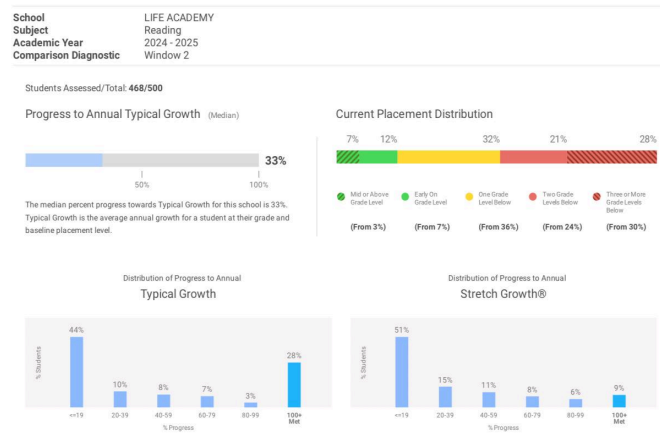 School LIFE ACADEMY
Subject Reading
Academic Year 2024 - 2025
Comparison Diagnostic Window 2
Students Assessed/Total: 468/500
Progress to Annual Typical Growth (Median)
33%
50% 100%
The median percent progress towards Typical Growth for this school is 33%.
Typical Growth is the average annual growth for a student at their grade and
baseline placement level.
Current Placement Distribution
7% 12% 32% 21% 28%
Mid or Above Grade Level
Early On Grade Level
One Grade Level Below
Two Grade Levels Below
Three or More Grade Levels Below
(From 3%) (From 7%) (From 36%) (From 24%) (From 30%)
Distribution of Progress to Annual
Typical Growth
% Students
44% 10% 8% 7% 3% 28%
<=19 20-39 40-59 60-79 80-99 100+ Met
% Progress
Distribution of Progress to Annual
Stretch Growth®
% Students
51% 15% 11% 8% 6% 9%
<=19 20-39 40-59 60-79 80-99 100+ Met
% Progress